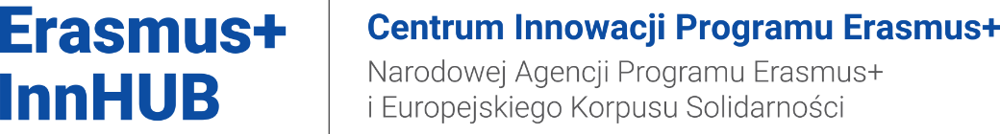 Erasmus+
InnHUB
Centrum Innowacji Programu Erasmus+
Narodowej Agencji Programu Erasmus+
i Europejskiego Korpusu Solidarności